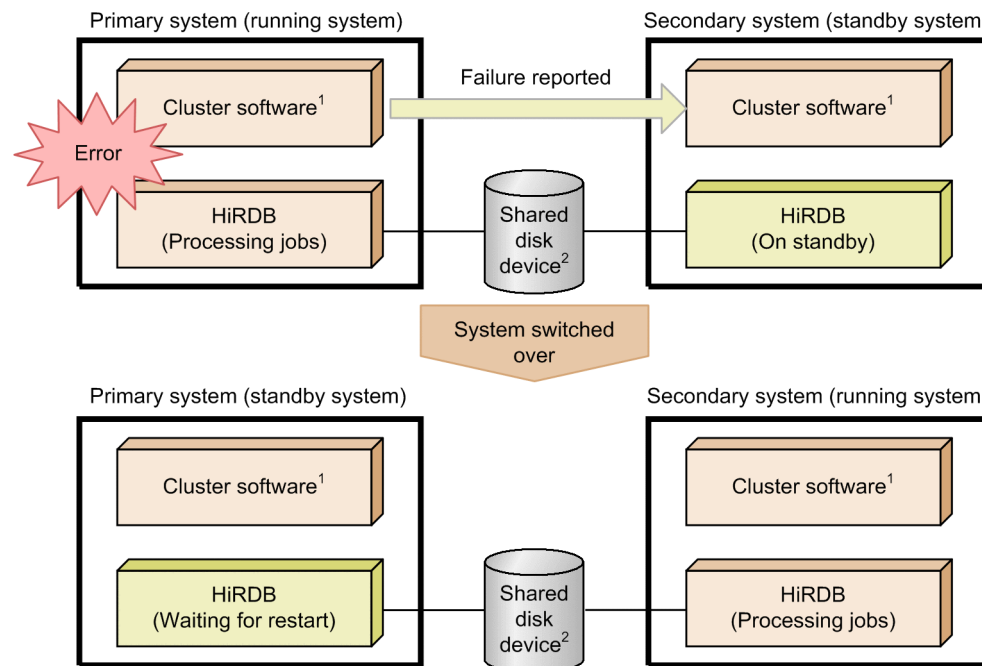 Primary system (running system)
Secondary system (standby system
Cluster software1
Failure reported
Cluster software1
Error
HiRDB
(Processing jobs)
Shared
disk
device2
HiRDB
(On standby)
System switched
over
Primary system (standby system)
Secondary system (running system
Cluster software1
Cluster software1
HiRDB
(Waiting for restart)
Shared
disk
device2
HiRDB
(Processing jobs)